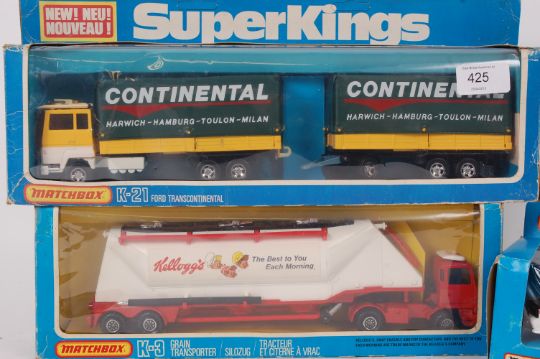 NEW! NEU!
NOUVEAU!
SuperKings
425
CONTINENTAL
HARWICH-HAMBURG-TOULON-MILAN
CONTINENTAL
HARWICH-HAMBURG-TOULON-MILAN
MATCHBOX
K-21 FORD TRANSCONTINENTAL
Kellogg's
The Best to You
Each Morning
MATCHBOX
K-3 GRAIN TRANSPORTER / SILOZUG / TRACTEUR ET CITERNE À VRAC